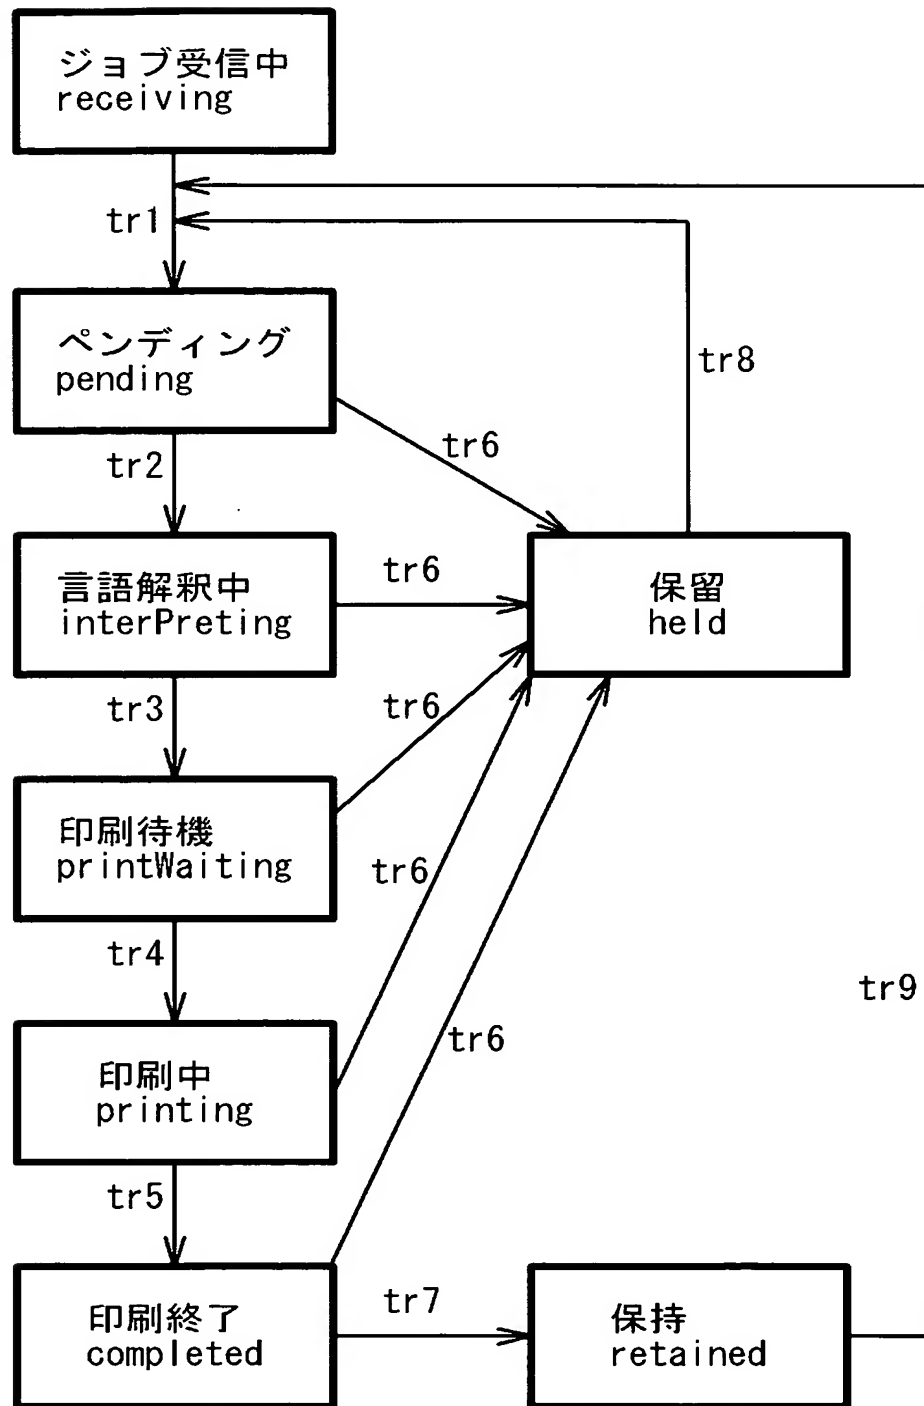 ジョブ受信中
receiving
tr1
ペンディング
pending
tr8
tr6
tr2
言語解釈中
interPreting
tr6
保留
held
tr3
tr6
印刷待機
printWaiting
tr6
tr4
tr9
tr6
印刷中
printing
tr5
印刷終了
completed
tr7
保持
retained